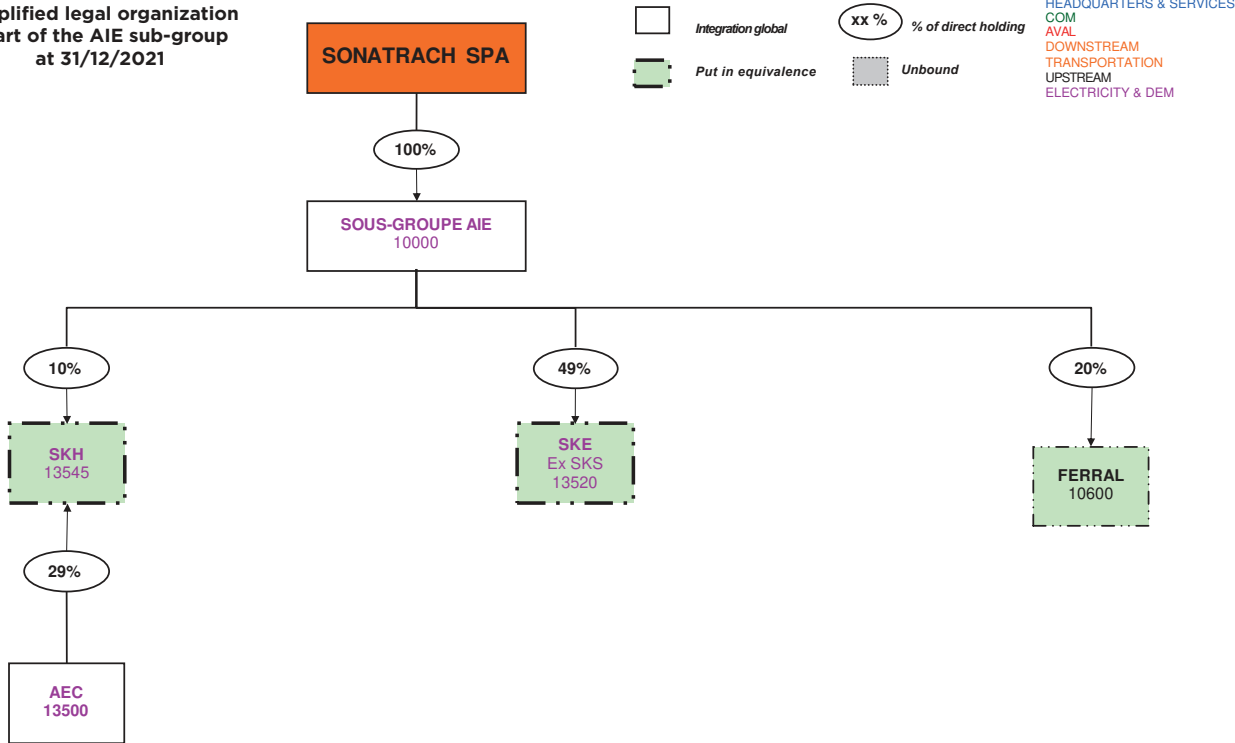 plified legal organization
art of the AIE sub-group
at 31/12/2021
SONATRACH SPA
Integration global
xx %
% of direct holding
Put in equivalence
Unbound
HEADQUARTERS & SERVICES
COM
AVAL
DOWNSTREAM
TRANSPORTATION
UPSTREAM
ELECTRICITY & DEM
100%
SOUS-GROUPE AIE
10000
10%
49%
20%
SKH
13545
SKE
Ex SKS
13520
FERRAL
10600
29%
AEC
13500